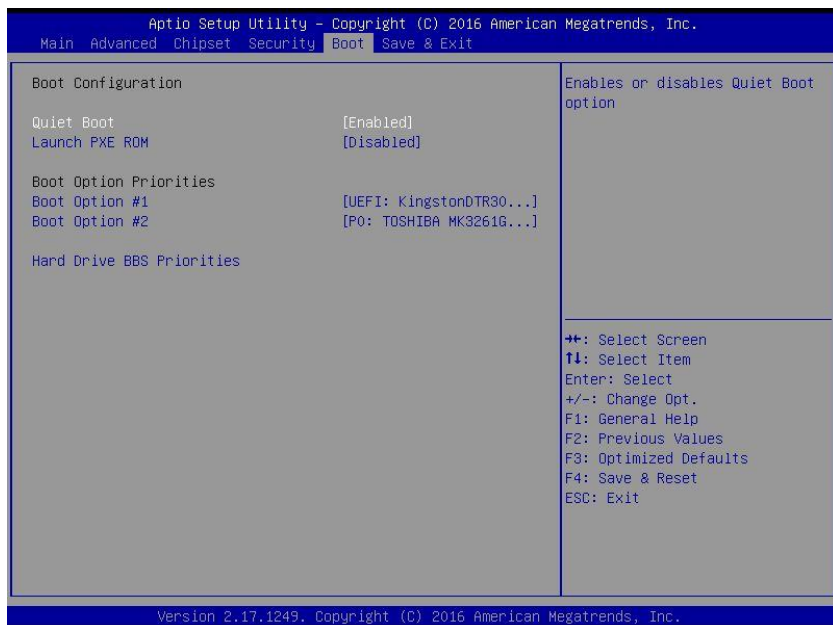 Aptio Setup Utility – Copyright (C) 2016 American Megatrends, Inc.
Main Advanced Chipset Security Boot Save & Exit
Boot Configuration
Quiet Boot [Enabled]
Launch PXE ROM [Disabled]
Boot Option Priorities
Boot Option #1 [UEFI: KingstonDTR30...]
Boot Option #2 [P0: TOSHIBA MK3261G...]
Hard Drive BBS Priorities
Enables or disables Quiet Boot
option
→←: Select Screen
↑↓: Select Item
Enter: Select
+/-: Change Opt.
F1: General Help
F2: Previous Values
F3: Optimized Defaults
F4: Save & Reset
ESC: Exit
Version 2.17.1249. Copyright (C) 2016 American Megatrends, Inc.